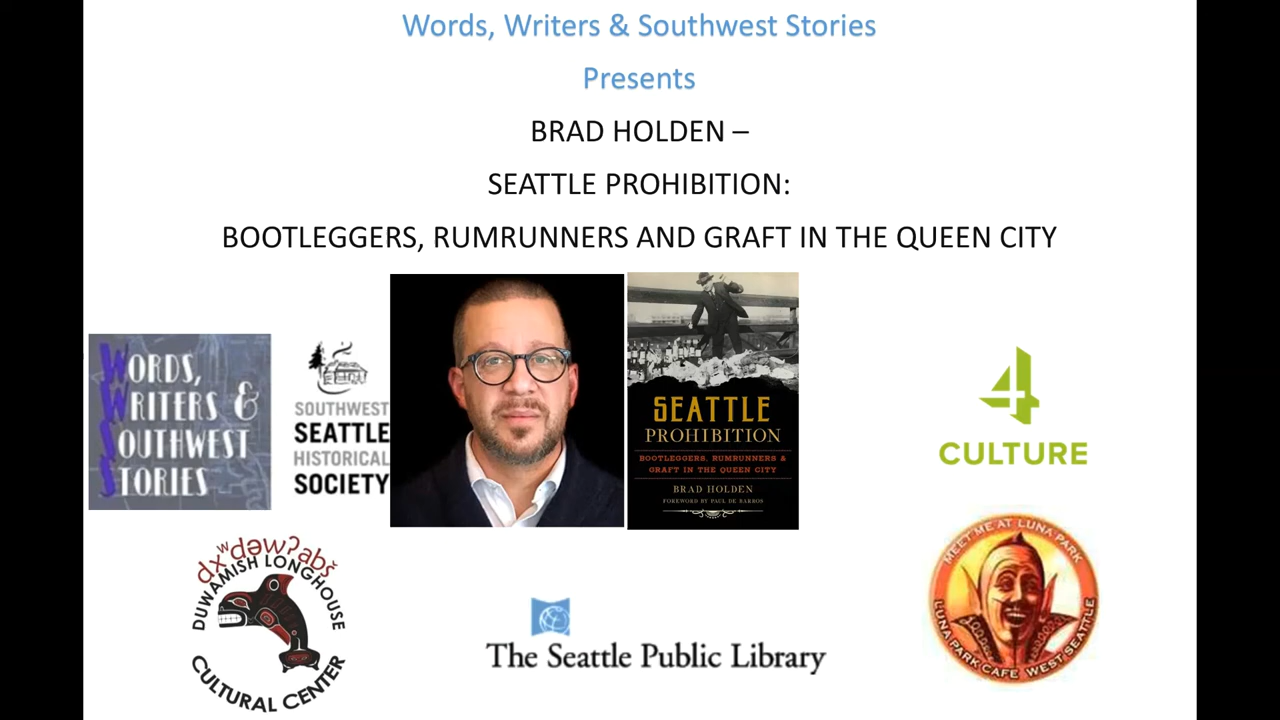 Words, Writers & Southwest Stories
Presents
BRAD HOLDEN –
SEATTLE PROHIBITION:
BOOTLEGGERS, RUMRUNNERS AND GRAFT IN THE QUEEN CITY
WORDS,
WRITERS &
SOUTHWEST
STORIES
SOUTHWEST
SEATTLE
HISTORICAL
SOCIETY
SEATTLE
PROHIBITION
BOOTLEGGERS, RUMRUNNERS &
GRAFT IN THE QUEEN CITY
BRAD HOLDEN
FOREWORD BY PAUL DE BARROS
4
CULTURE
dxʷdəwʔabš
DUWAMISH LONGHOUSE
CULTURAL CENTER
The Seattle Public Library
MEET ME AT LUNA PARK
LUNA PARK CAFE WEST SEATTLE